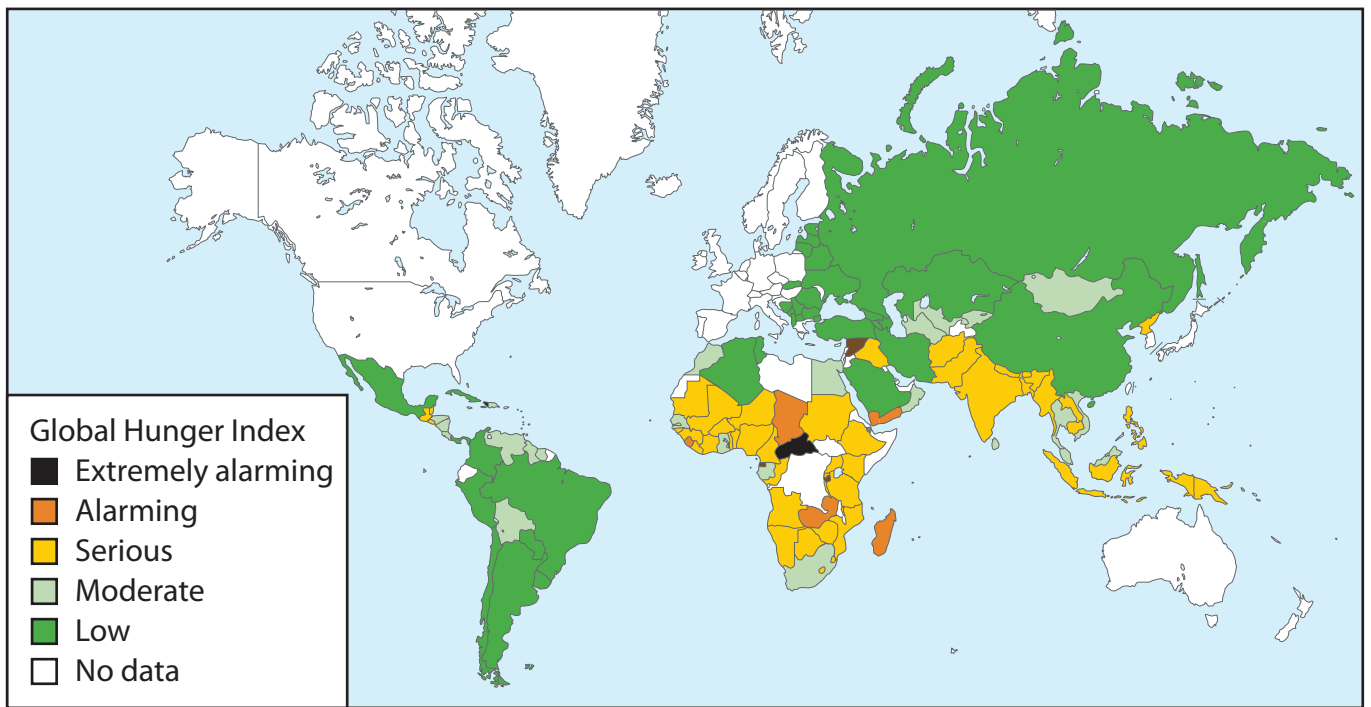 Global Hunger Index
Extremely alarming
Alarming
Serious
Moderate
Low
No data